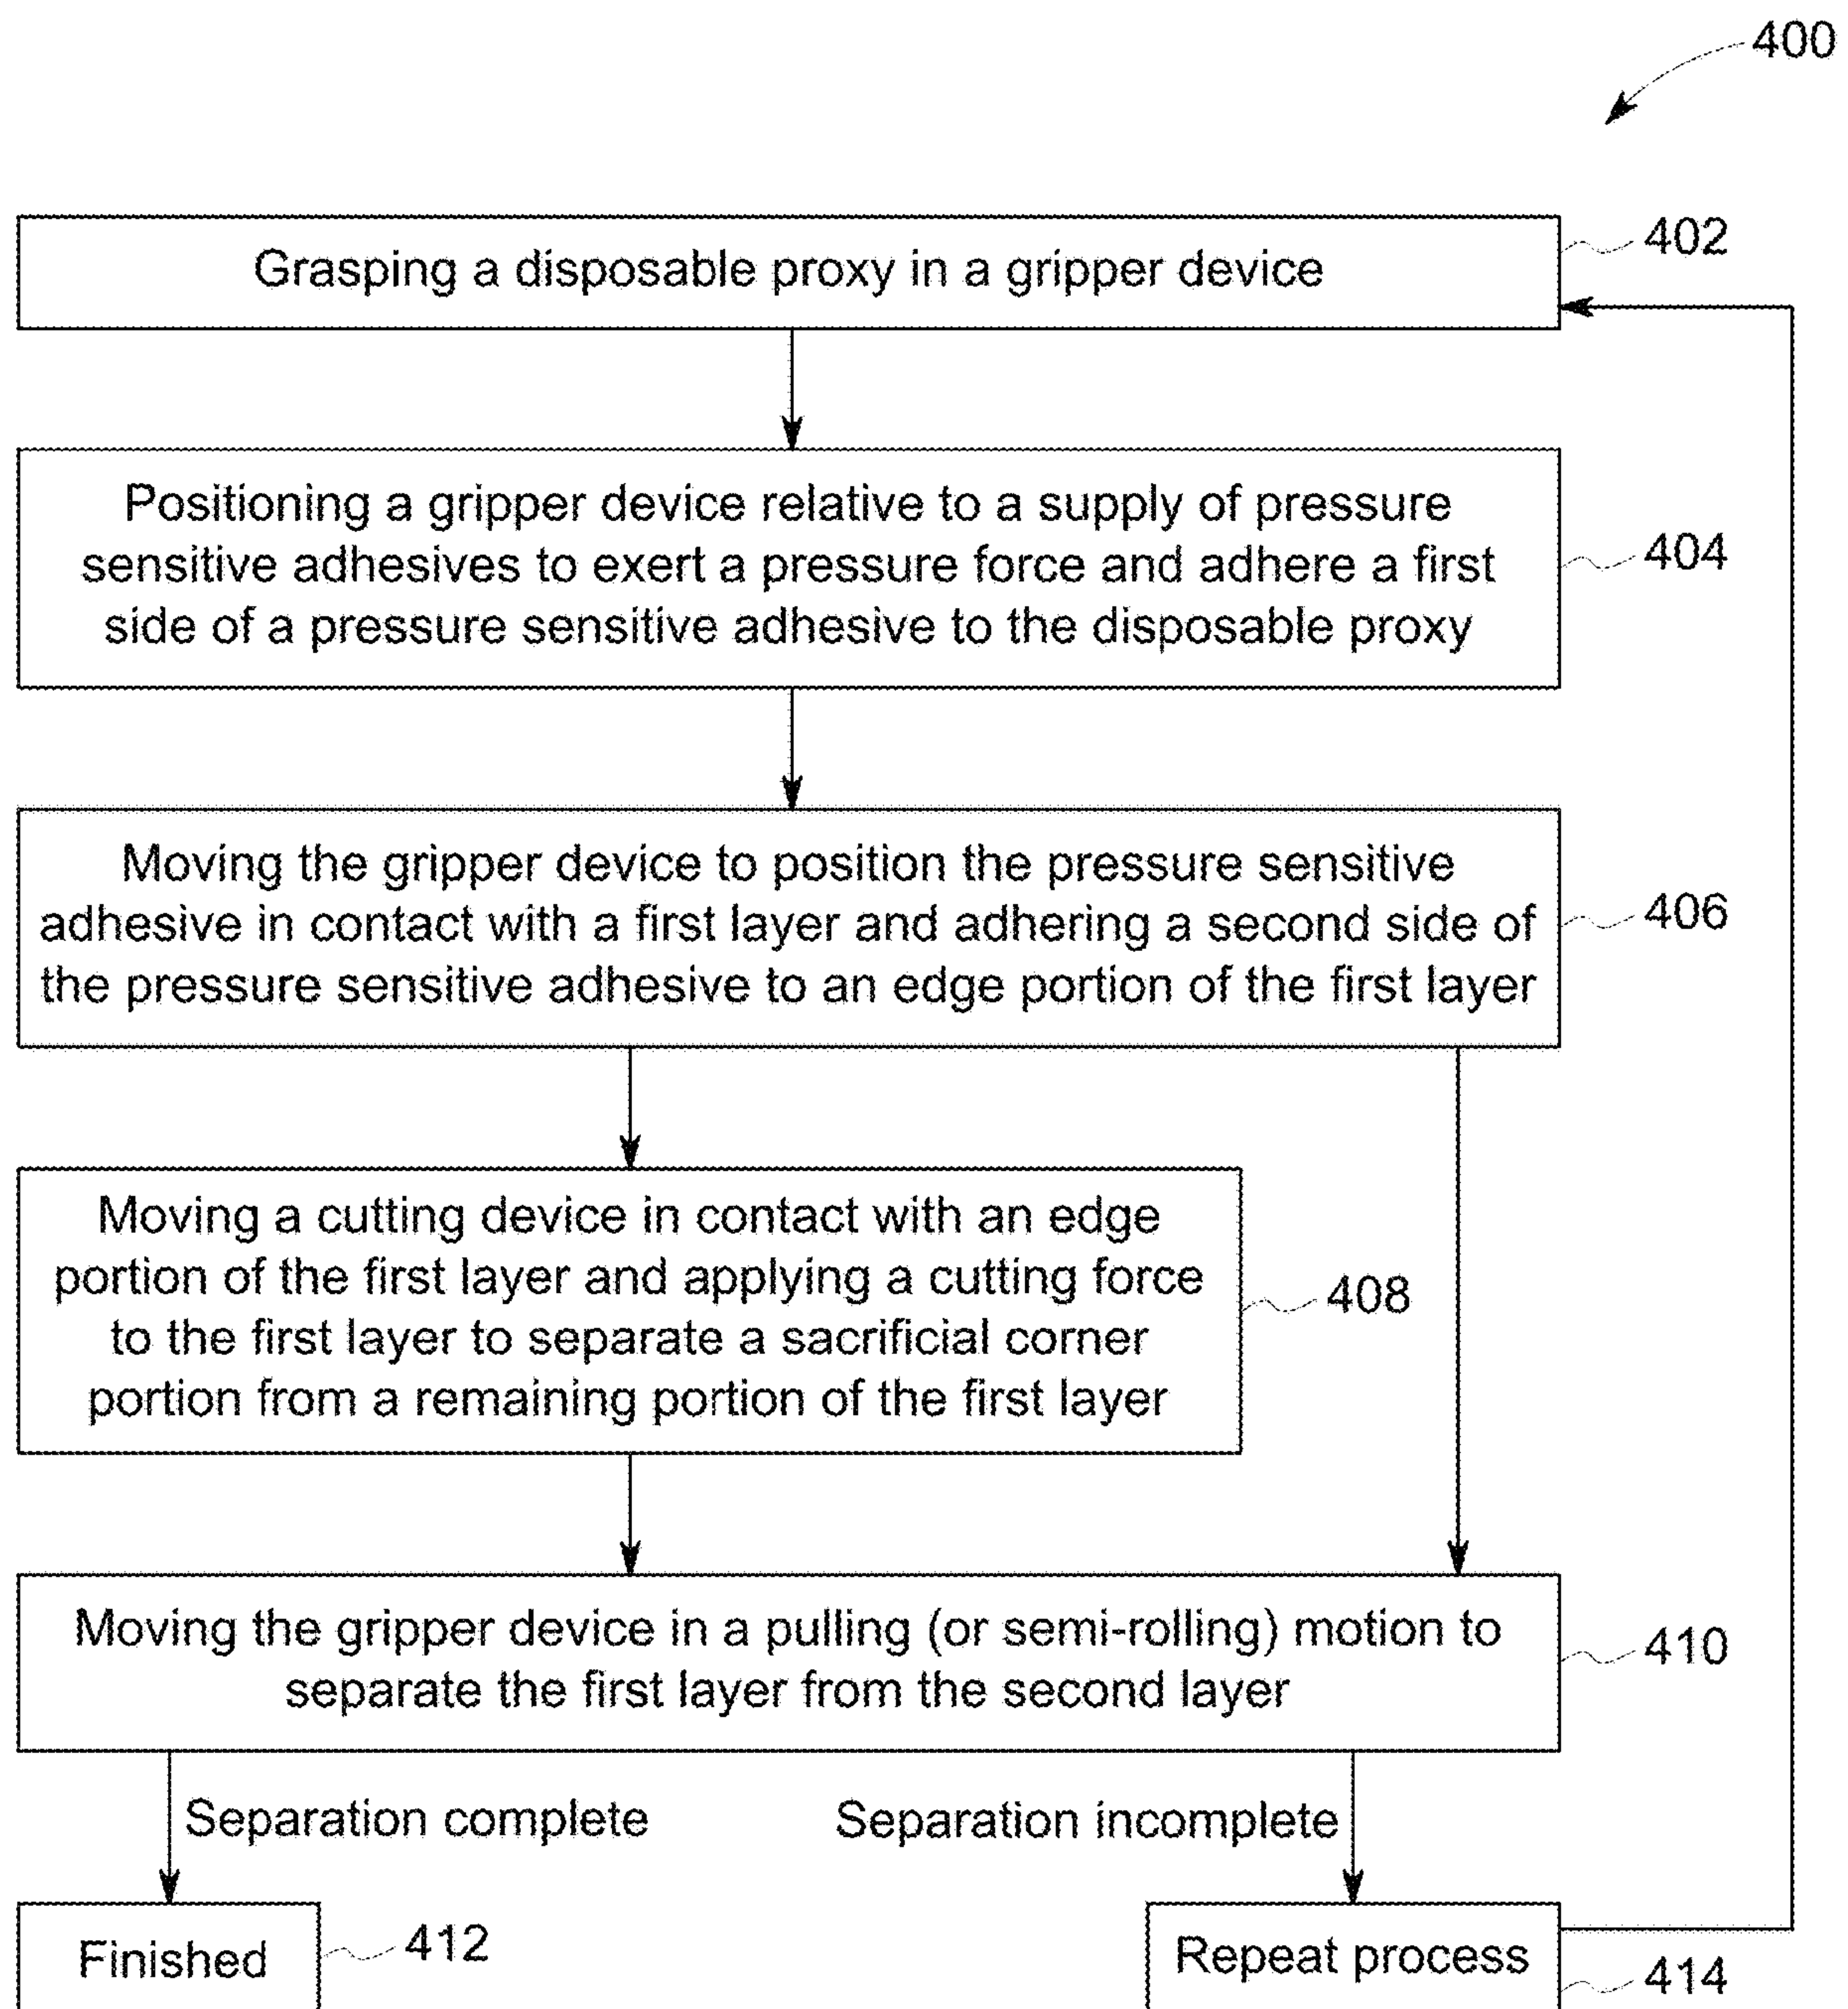 400
Grasping a disposable proxy in a gripper device
402
Positioning a gripper device relative to a supply of pressure
sensitive adhesives to exert a pressure force and adhere a first
side of a pressure sensitive adhesive to the disposable proxy
404
Moving the gripper device to position the pressure sensitive
adhesive in contact with a first layer and adhering a second side of
the pressure sensitive adhesive to an edge portion of the first layer
406
Moving a cutting device in contact with an edge
portion of the first layer and applying a cutting force
to the first layer to separate a sacrificial corner
portion from a remaining portion of the first layer
408
Moving the gripper device in a pulling (or semi-rolling) motion to
separate the first layer from the second layer
410
Separation complete
Separation incomplete
Finished
412
Repeat process
414